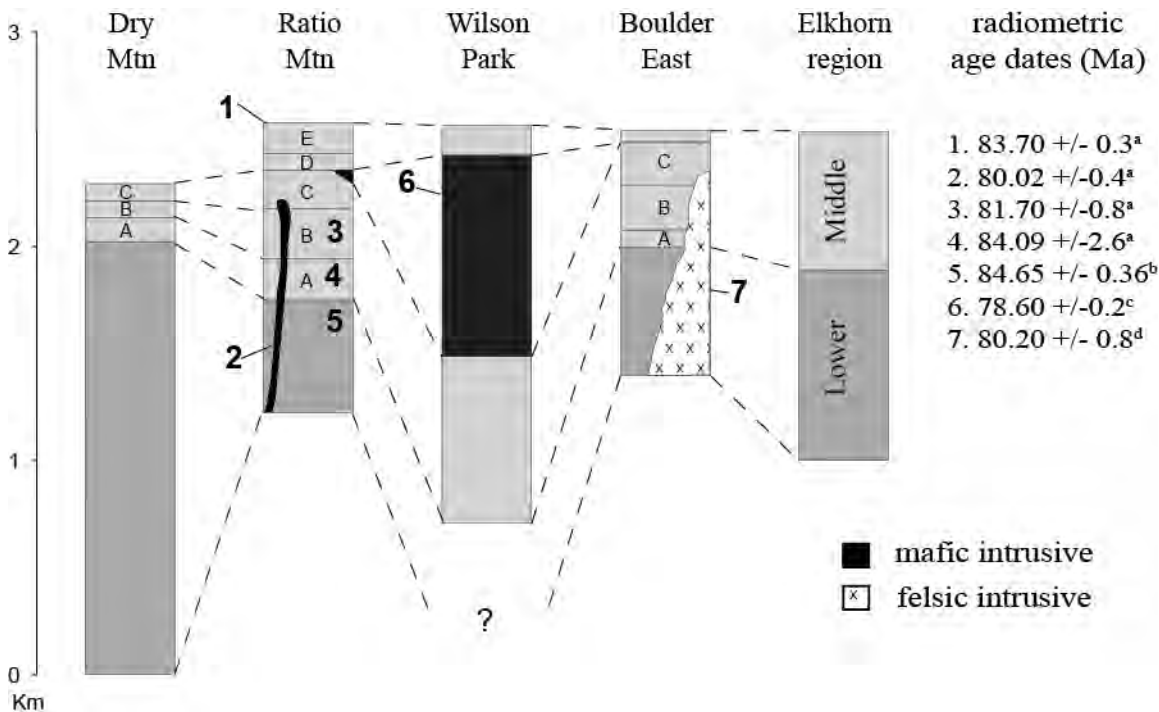 3
Dry
Mtn
Ratio
Mtn
Wilson
Park
Boulder
East
Elkhorn
region
radiometric
age dates (Ma)
1
E
D
C
B
A
3
4
5
2
C
B
A
6
C
B
A
7
Middle
Lower
1. 83.70 +/- 0.3ᵃ
2. 80.02 +/-0.4ᵃ
3. 81.70 +/-0.8ᵃ
4. 84.09 +/-2.6ᵃ
5. 84.65 +/- 0.36ᵇ
6. 78.60 +/-0.2ᶜ
7. 80.20 +/- 0.8ᵈ
2
1
0
Km
?
mafic intrusive
x felsic intrusive